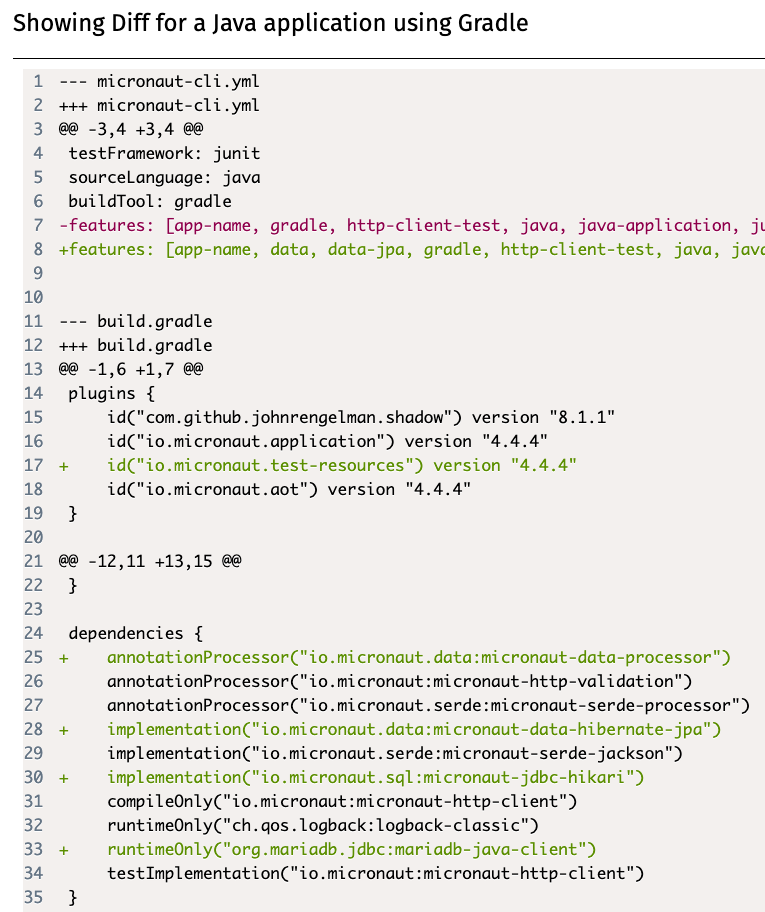 Showing Diff for a Java application using Gradle
1 --- micronaut-cli.yml
2 +++ micronaut-cli.yml
3 @@ -3,4 +3,4 @@
4  testFramework: junit
5  sourceLanguage: java
6  buildTool: gradle
7 -features: [app-name, gradle, http-client-test, java, java-application, ju
8 +features: [app-name, data, data-jpa, gradle, http-client-test, java, java
9
10
11 --- build.gradle
12 +++ build.gradle
13 @@ -1,6 +1,7 @@
14  plugins {
15      id("com.github.johnrengelman.shadow") version "8.1.1"
16      id("io.micronaut.application") version "4.4.4"
17 +    id("io.micronaut.test-resources") version "4.4.4"
18      id("io.micronaut.aot") version "4.4.4"
19  }
20
21 @@ -12,11 +13,15 @@
22  }
23
24  dependencies {
25 +    annotationProcessor("io.micronaut.data:micronaut-data-processor")
26      annotationProcessor("io.micronaut:micronaut-http-validation")
27      annotationProcessor("io.micronaut.serde:micronaut-serde-processor")
28 +    implementation("io.micronaut.data:micronaut-data-hibernate-jpa")
29      implementation("io.micronaut.serde:micronaut-serde-jackson")
30 +    implementation("io.micronaut.sql:micronaut-jdbc-hikari")
31      compileOnly("io.micronaut:micronaut-http-client")
32      runtimeOnly("ch.qos.logback:logback-classic")
33 +    runtimeOnly("org.mariadb.jdbc:mariadb-java-client")
34      testImplementation("io.micronaut:micronaut-http-client")
35  }